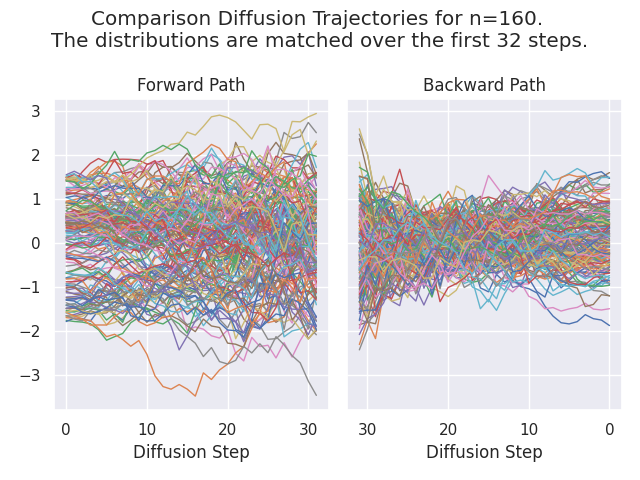 Comparison Diffusion Trajectories for n=160.
The distributions are matched over the first 32 steps.
Forward Path
Backward Path
3
2
1
0
−1
−2
−3
0 10 20 30
30 20 10 0
Diffusion Step
Diffusion Step